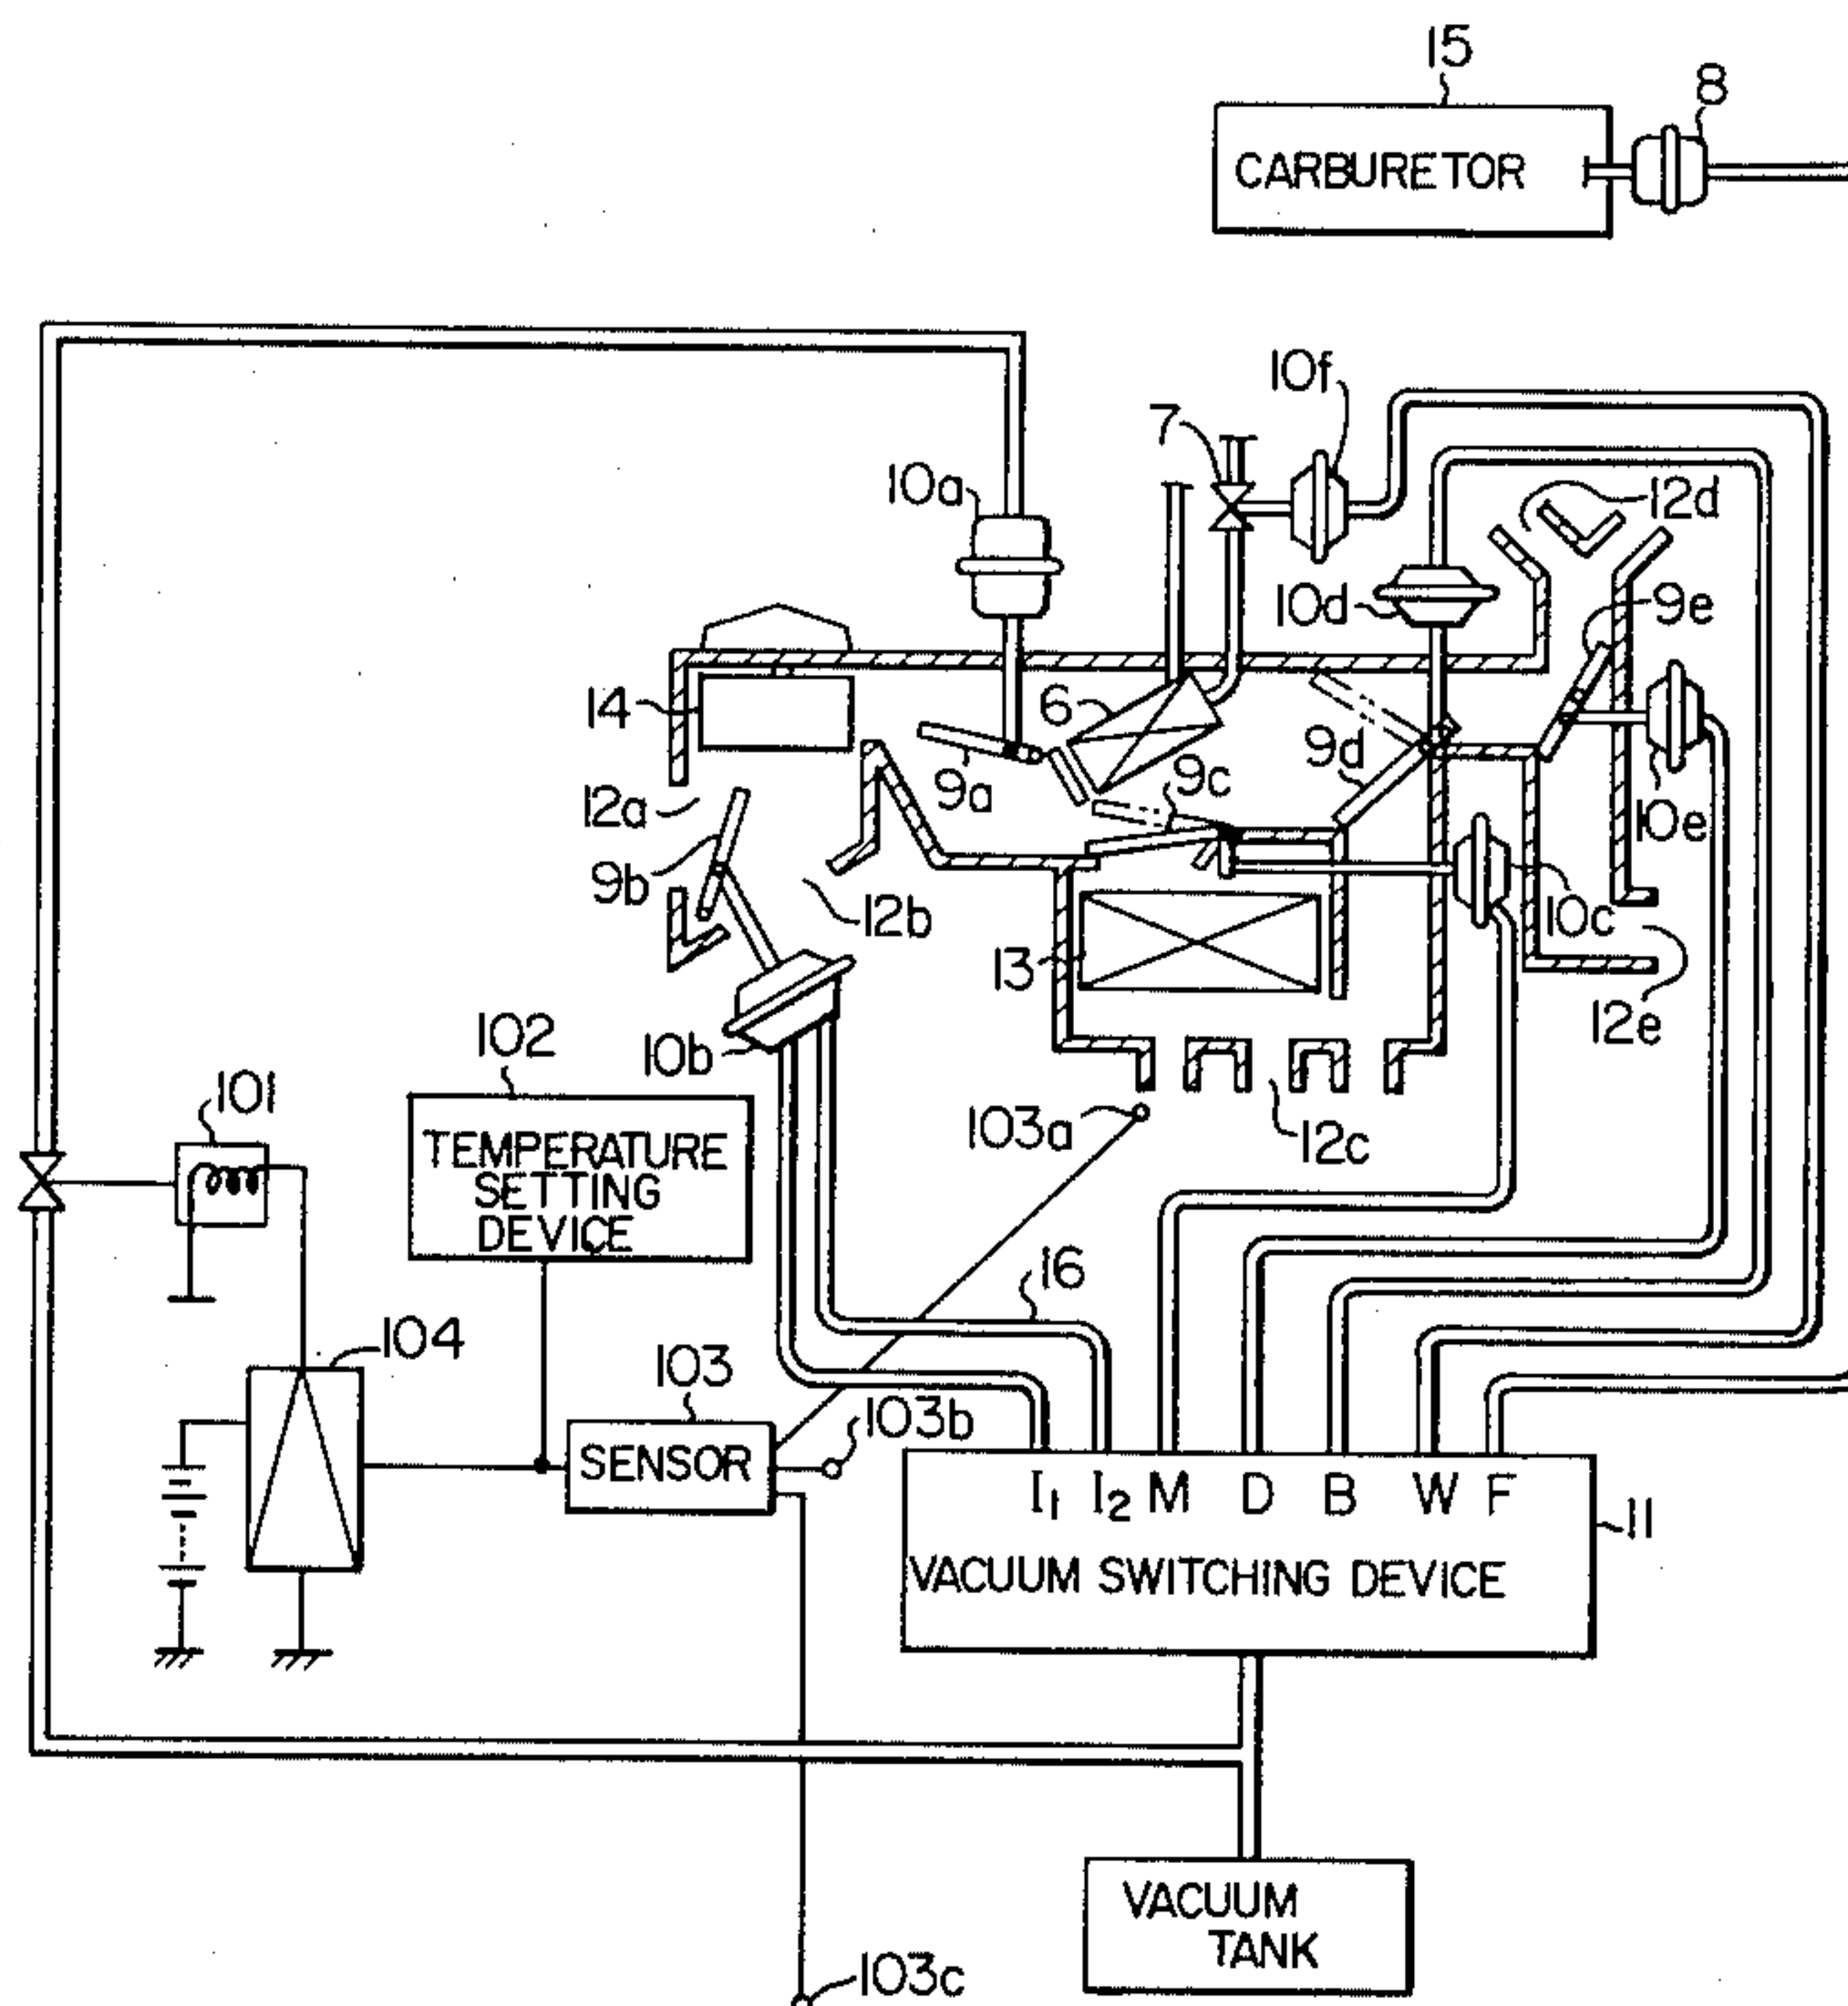 15
8
CARBURETOR
10f
7
10a
12d
10d
9e
14
6
9a
9c
9d
12a
10e
9b
12b
10c
13
12e
102
10b
101
103a
12c
TEMPERATURE
SETTING
DEVICE
16
104
103
103b
SENSOR
I1 I2 M D B W F
11
VACUUM SWITCHING DEVICE
VACUUM
TANK
103c